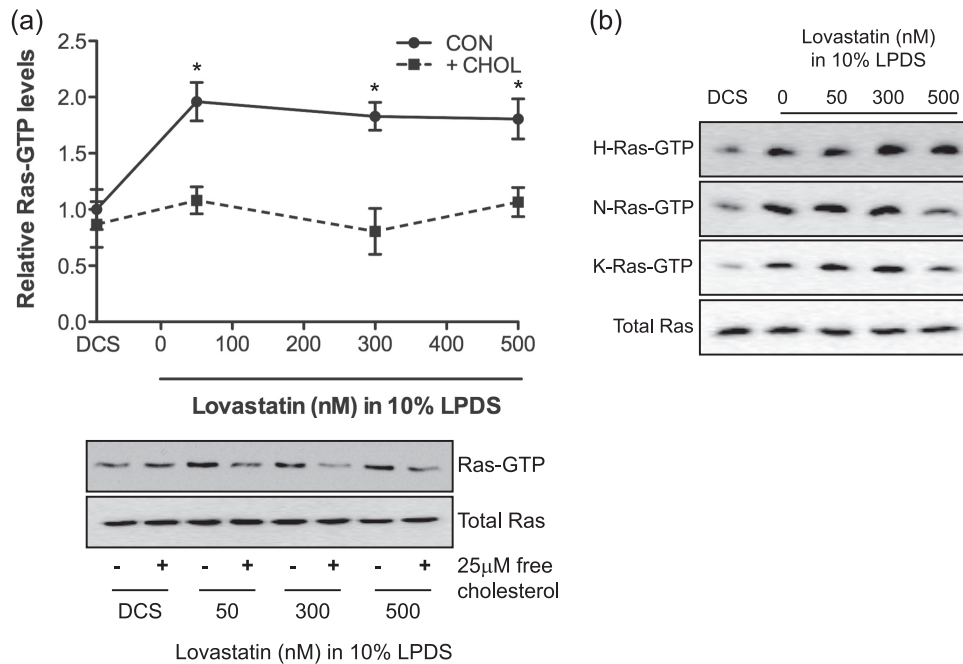 (a)
2.5
2.0
1.5
1.0
0.5
0.0
Relative Ras-GTP levels
CON
+ CHOL
*
*
*
DCS 0 100 200 300 400 500
Lovastatin (nM) in 10% LPDS
Ras-GTP
Total Ras
- + - + - + - +
25μM free
cholesterol
DCS 50 300 500
Lovastatin (nM) in 10% LPDS
(b)
Lovastatin (nM)
in 10% LPDS
DCS 0 50 300 500
H-Ras-GTP
N-Ras-GTP
K-Ras-GTP
Total Ras